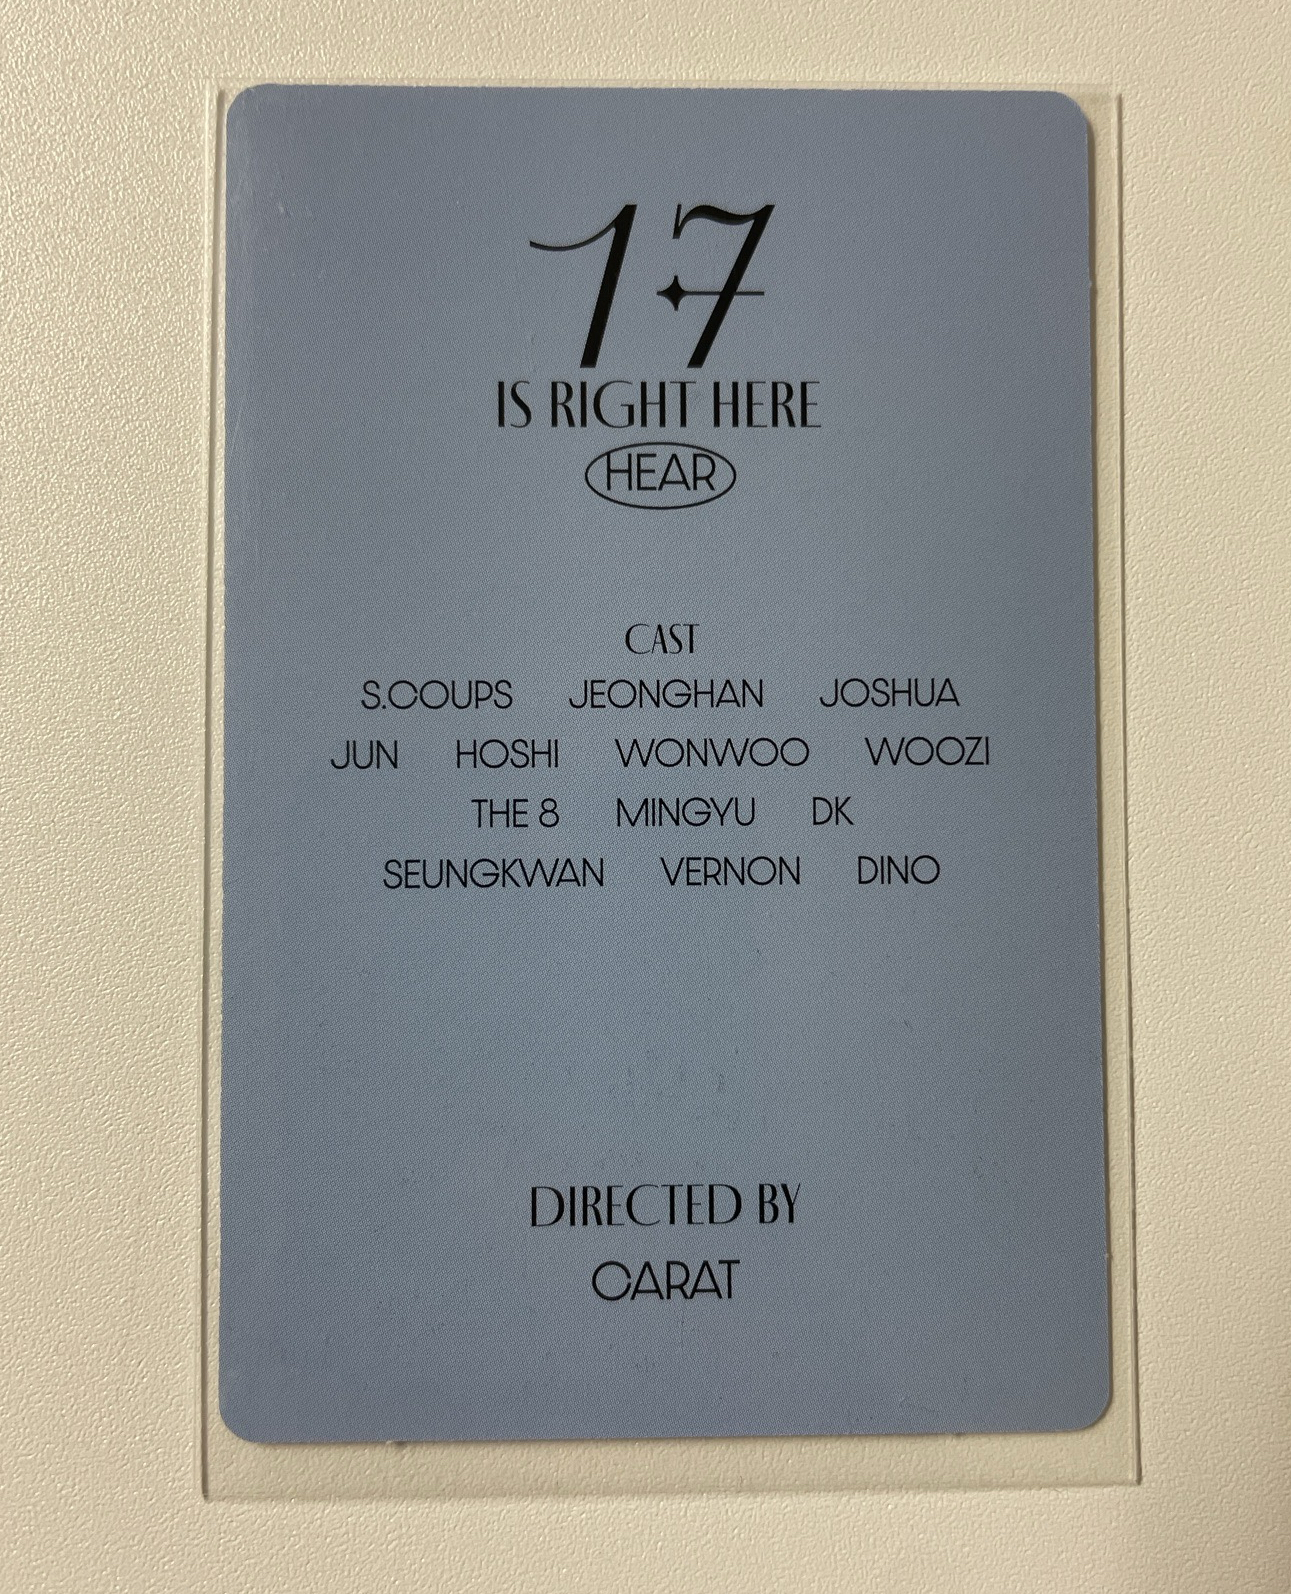 17
IS RIGHT HERE
HEAR
CAST
S.COUPS JEONGHAN JOSHUA
JUN HOSHI WONWOO WOOZI
THE 8 MINGYU DK
SEUNGKWAN VERNON DINO
DIRECTED BY
CARAT